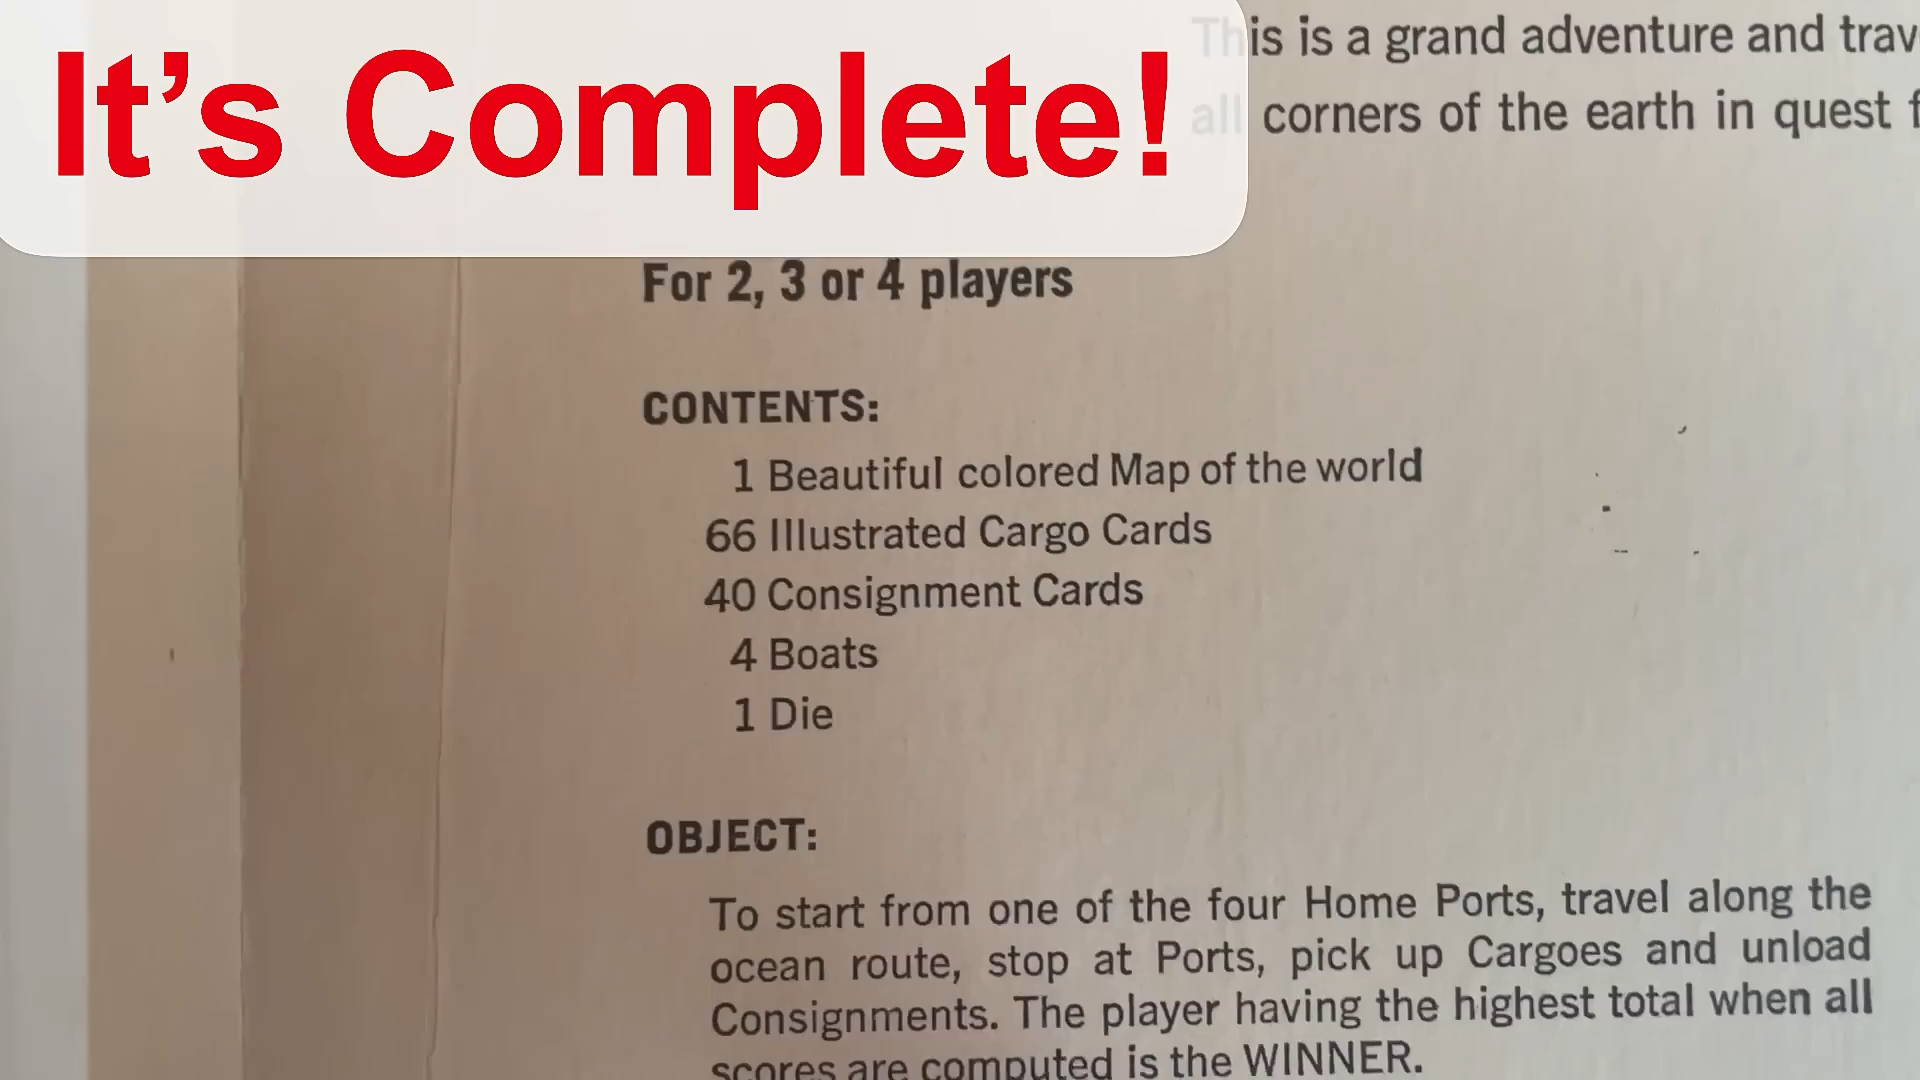 It’s Complete!
This is a grand adventure and trav
all corners of the earth in quest f
For 2, 3 or 4 players
CONTENTS:
1 Beautiful colored Map of the world
66 Illustrated Cargo Cards
40 Consignment Cards
4 Boats
1 Die
OBJECT:
To start from one of the four Home Ports, travel along the
ocean route, stop at Ports, pick up Cargoes and unload
Consignments. The player having the highest total when all
scores are computed is the WINNER.